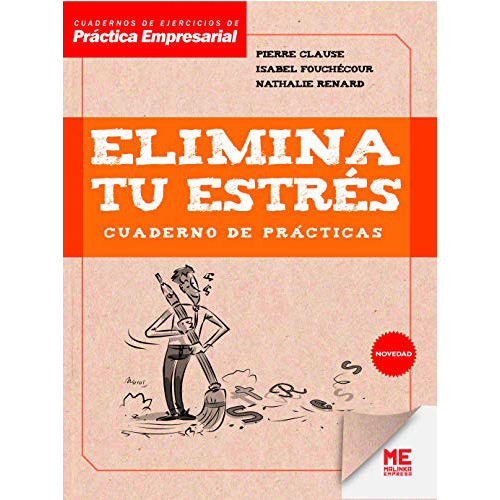 CUADERNOS DE EJERCICIOS DE
Práctica Empresarial
PIERRE CLAUSE
ISABEL FOUCHÉCOUR
NATHALIE RENARD
ELIMINA
TU ESTRÉS
CUADERNO DE PRÁCTICAS
S T R e s s
NOVEDAD
ME
MALINKA
EMPRESA